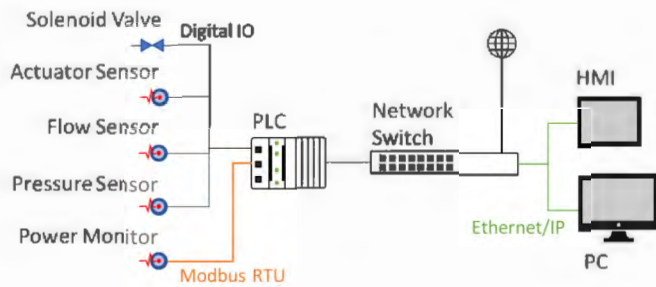 Solenoid Valve
Digital IO
Actuator Sensor
Flow Sensor
Pressure Sensor
Power Monitor
Modbus RTU
PLC
Network
Switch
HMI
Ethernet/IP
PC